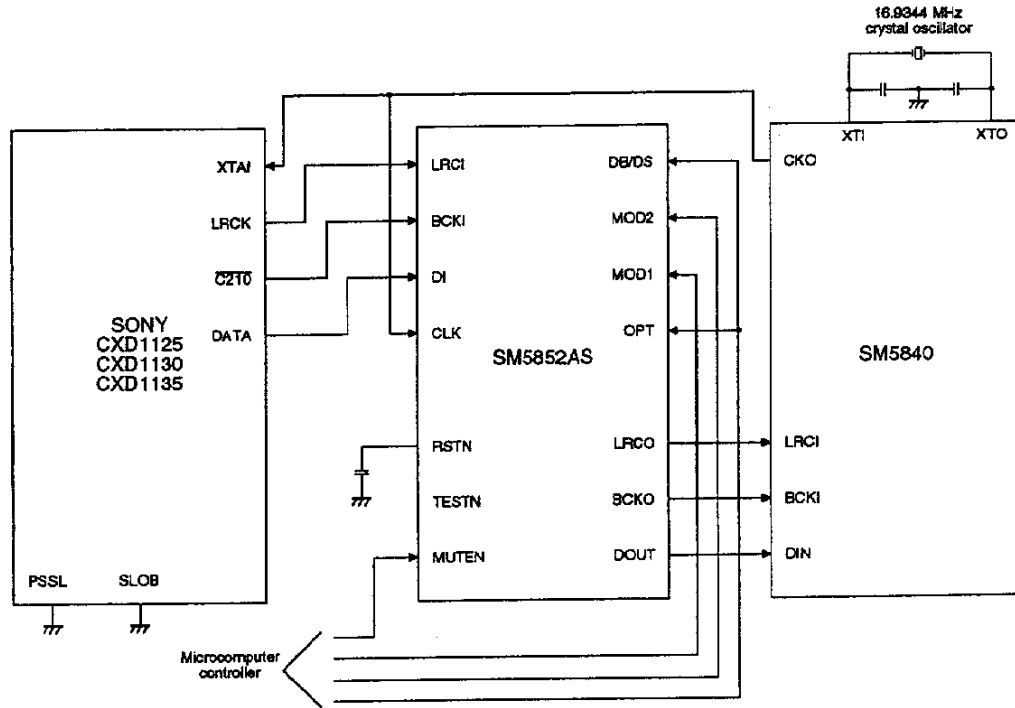 16.9344 MHz
crystal oscillator
XTI
XTO
XTAI
LRCK
C210
DATA
SONY
CXD1125
CXD1130
CXD1135
PSSL
SLOB
LRCI
BCKI
DI
CLK
RSTN
TESTN
MUTEN
SM5852AS
DB/DS
MOD2
MOD1
OPT
LRCO
BCKO
DOUT
CKO
SM5840
LRCI
BCKI
DIN
Microcomputer
controller